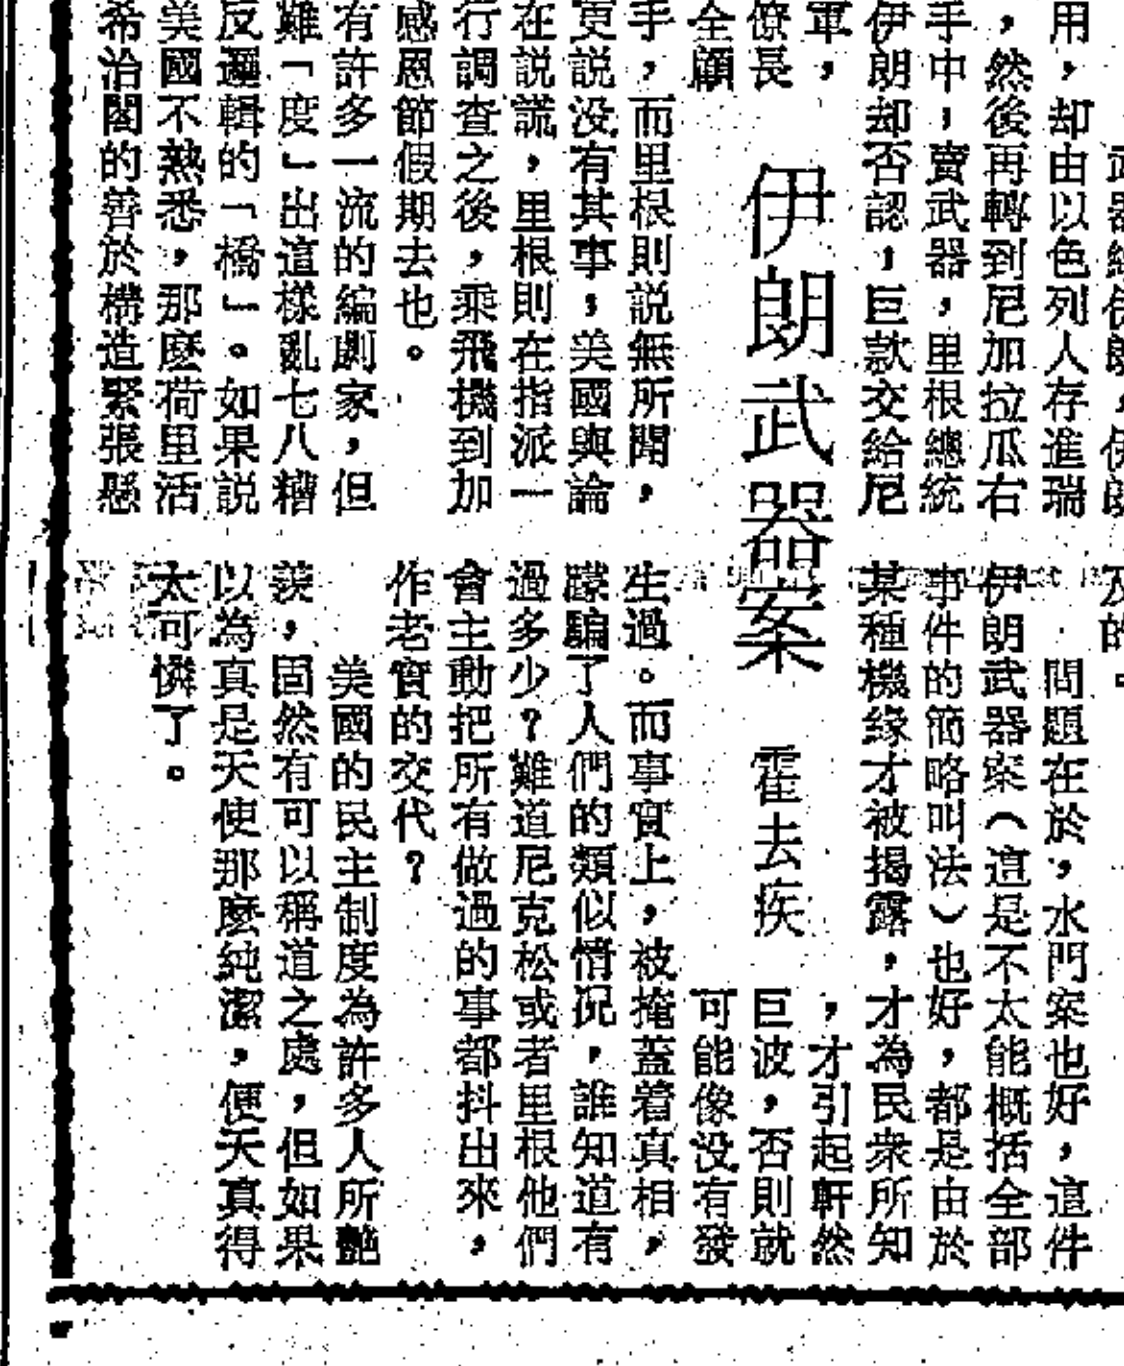 伊朗武器案
霍去疾
用，却由以色列人存進瑞
，然後再轉到尼加拉瓜右
手中，賣武器，里根總統
伊朗却否認，巨款交給尼
軍，
僚長
全顧
手，而里根則説無所聞，
更説没有其事；美國輿論
在説謊，里根則在指派一
行調查之後，乘飛機到加
感恩節假期去也。
有許多一流的編劇家，但
難「度」出這樣亂七八糟
反邏輯的「橋」。如果説
美國不熟悉，那麽荷里活
希治閣的善於構造緊張懸
及的。
問題在於，水門案也好，這件
伊朗武器案（這是不太能概括全部
事件的簡略叫法）也好，都是由於
某種機緣才被揭露，才為民衆所知
，才引起軒然
巨波，否則就
可能像没有發
生過。而事實上，被掩蓋着真相，
矇騙了人們的類似情況，誰知道有
過多少？難道尼克松或者里根他們
會主動把所有做過的事都抖出來，
作老實的交代？
美國的民主制度為許多人所艷
羨，固然有可以稱道之處，但如果
以為真是天使那麽純潔，便天真得
太可憐了。